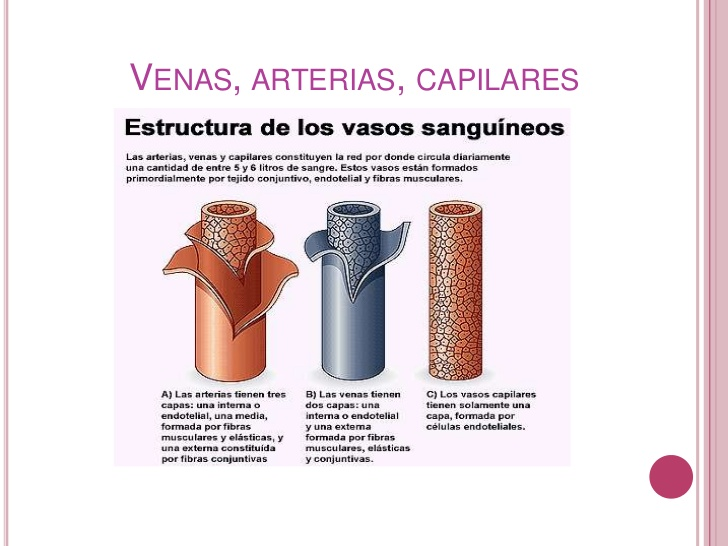 VENAS, ARTERIAS, CAPILARES
Estructura de los vasos sanguíneos
Las arterias, venas y capilares constituyen la red por donde circula diariamente
una cantidad de entre 5 y 6 litros de sangre. Estos vasos están formados
primordialmente por tejido conjuntivo, endotelial y fibras musculares.
A) Las arterias tienen tres
capas: una interna o
endotelial, una media,
formada por fibras
musculares y elásticas, y
una externa constituída
por fibras conjuntivas
B) Las venas tienen
dos capas: una
interna o endotelial
y una externa
formada por fibras
musculares, elásticas
y conjuntivas.
C) Los vasos capilares
tienen solamente una
capa, formada por
células endoteliales.